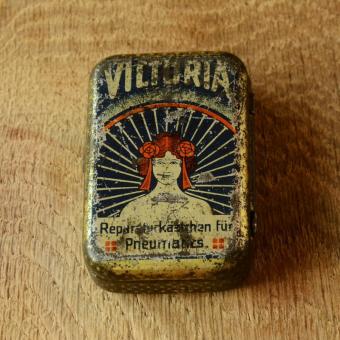 VICTORIA
Reparaturkästchen für
Pneumatics.